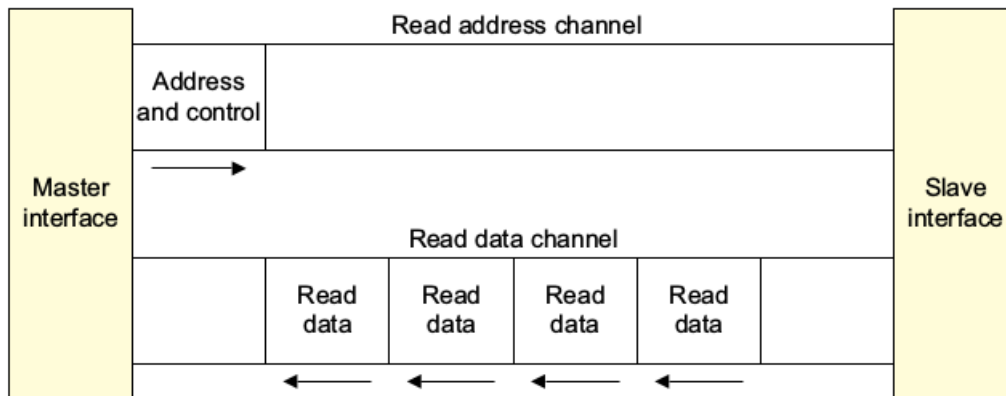 Read address channel
Address
and control
Master
interface
Slave
interface
Read data channel
Read
data
Read
data
Read
data
Read
data